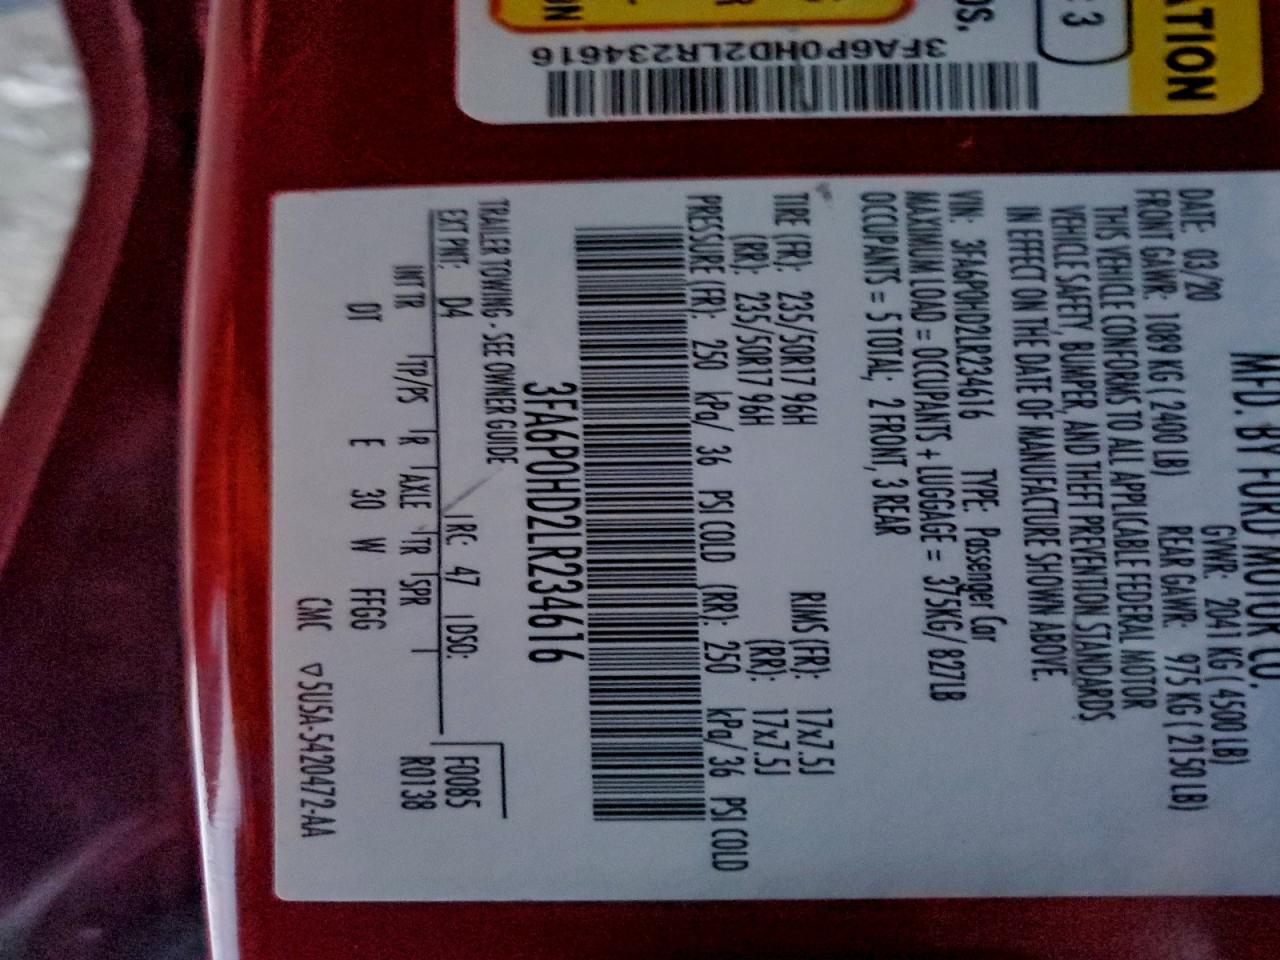 MFD. BY FORD MOTOR CO.
DATE: 03/20 GVWR: 2041 KG ( 4500 LB)
FRONT GAWR: 1089 KG ( 2400 LB) REAR GAWR: 975 KG ( 2150 LB)
THIS VEHICLE CONFORMS TO ALL APPLICABLE FEDERAL MOTOR
VEHICLE SAFETY, BUMPER, AND THEFT PREVENTION STANDARDS
IN EFFECT ON THE DATE OF MANUFACTURE SHOWN ABOVE.
VIN: 3FA6P0HD2LR234616 TYPE: Passenger Car
MAXIMUM LOAD = OCCUPANTS + LUGGAGE = 375KG/ 827LB
OCCUPANTS = 5 TOTAL; 2 FRONT, 3 REAR
TIRE (FR): 235/50R17 96H RIMS (FR): 17x7.5J
(RR): 235/50R17 96H (RR): 17x7.5J
PRESSURE (FR): 250 kPa/ 36 PSI COLD (RR): 250 kPa/ 36 PSI COLD
3FA6P0HD2LR234616
TRAILER TOWING - SEE OWNER GUIDE
F0085
EXT PNT: D4 RC: 47 DSO:
R0138
INT TR TP/PS R AXLE TR SPR
DT E 30 W FFGG
CMC ▽5U5A-5420472-AA
ATION
: 3
DS.
R
ON
3FA6P0HD2LR234616